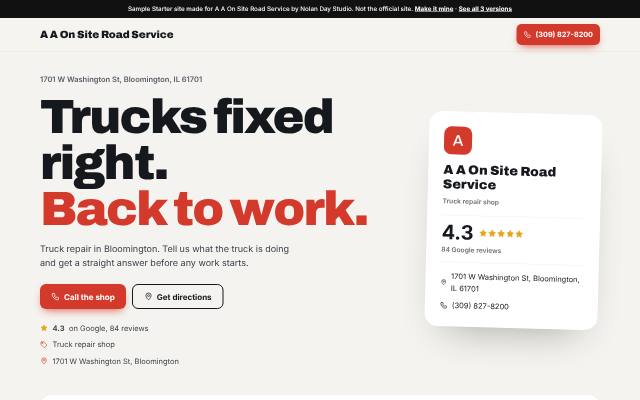 Sample Starter site made for A A On Site Road Service by Nolan Day Studio. Not the official site. Make it mine · See all 3 versions
A A On Site Road Service
(309) 827-8200
1701 W Washington St, Bloomington, IL 61701
Trucks fixed
right.
Back to work.
Truck repair in Bloomington. Tell us what the truck is doing
and get a straight answer before any work starts.
Call the shop
Get directions
4.3 on Google, 84 reviews
Truck repair shop
1701 W Washington St, Bloomington
A
A A On Site Road
Service
Truck repair shop
4.3
84 Google reviews
1701 W Washington St, Bloomington,
IL 61701
(309) 827-8200